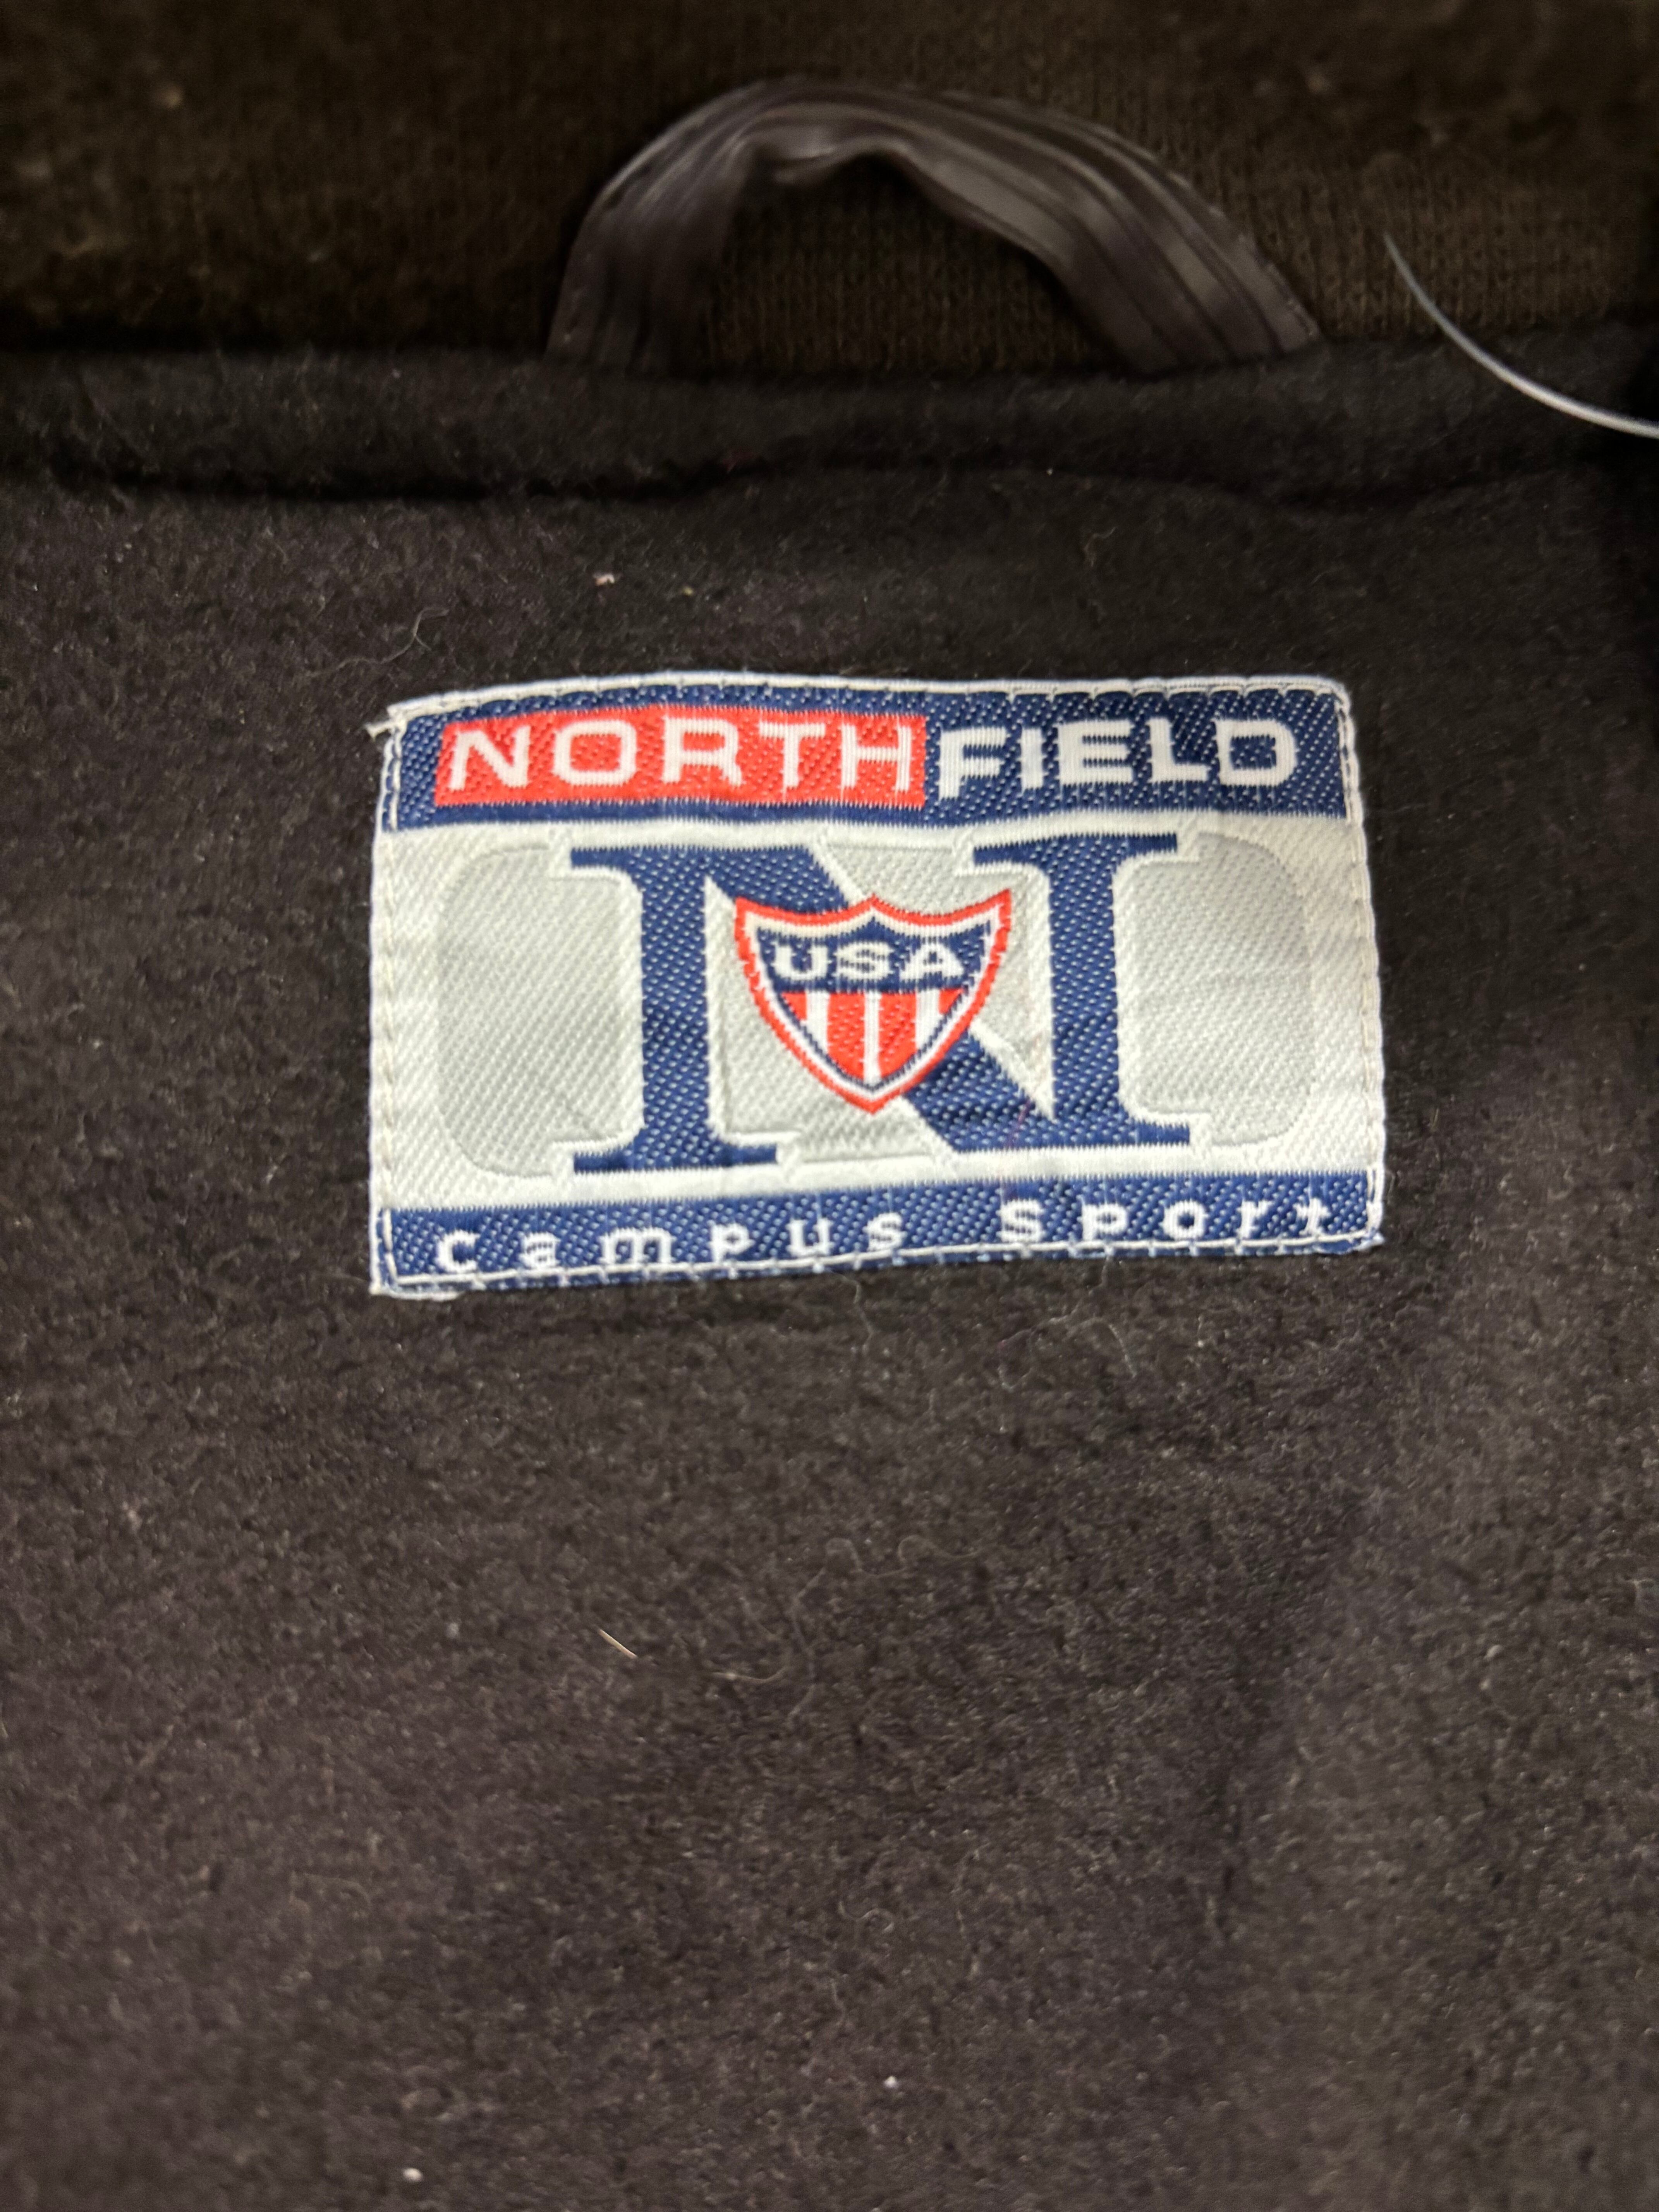 NORTHFIELD
N
USA
Campus Sport